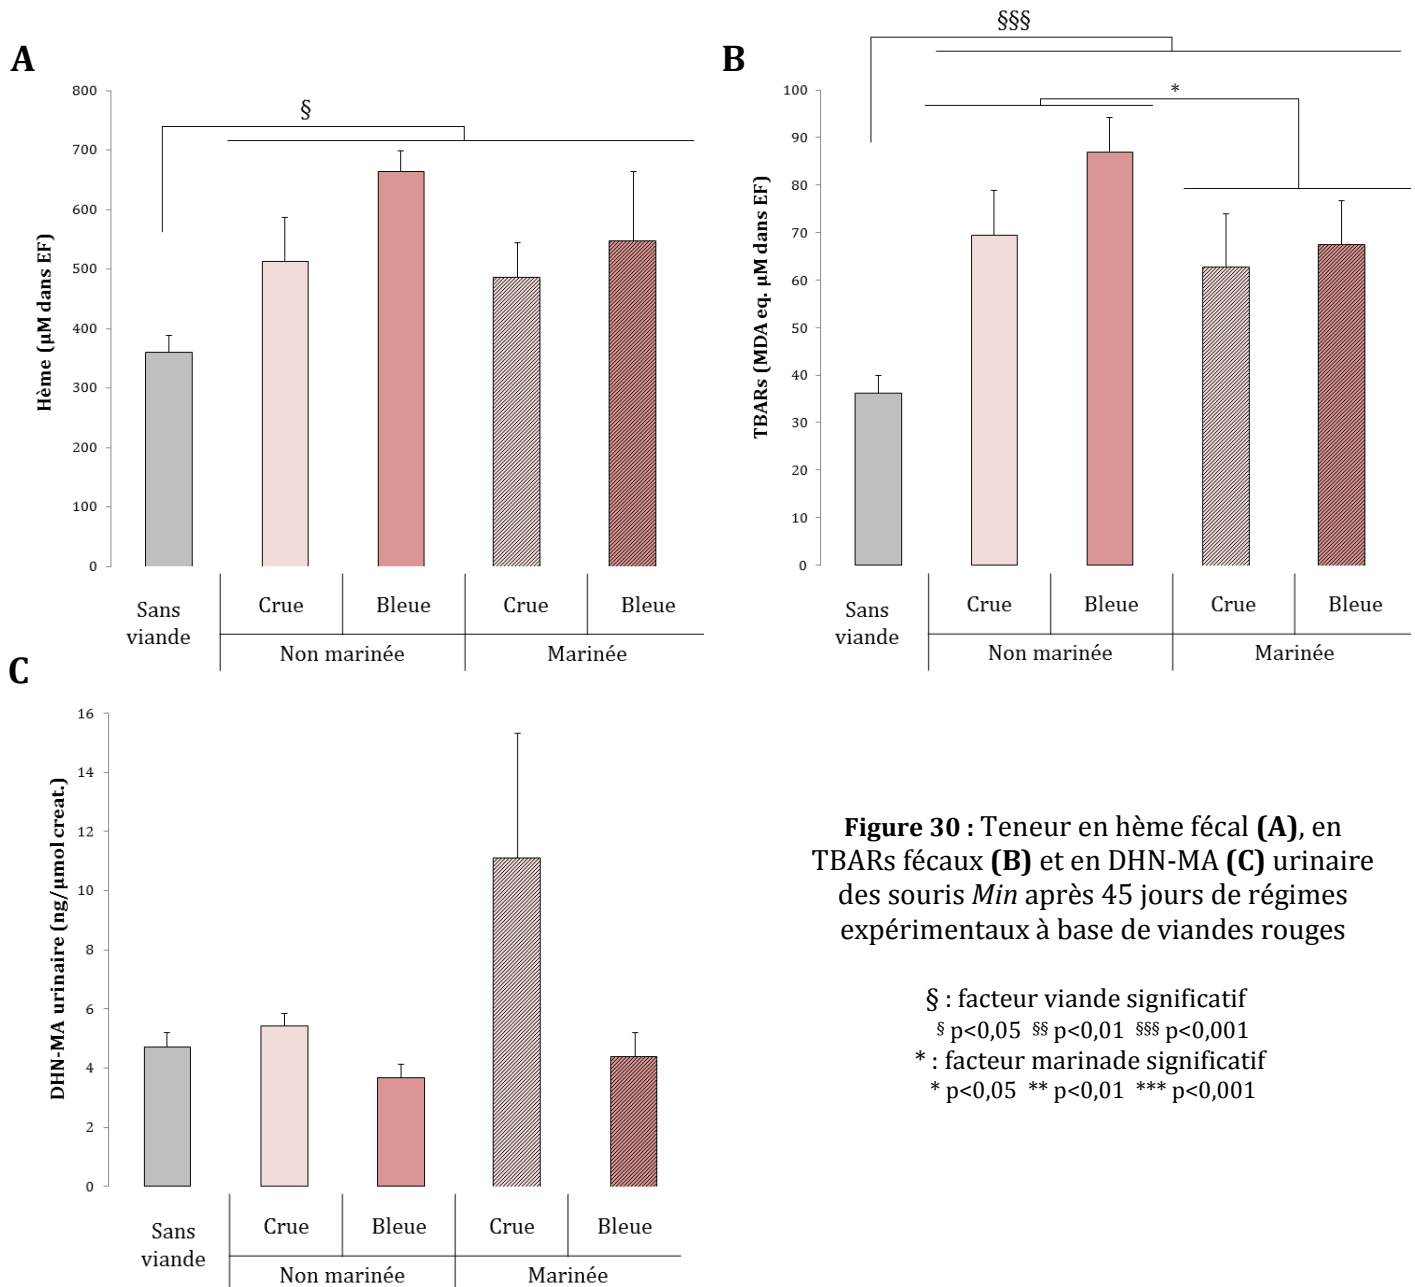 A
§
800
700
600
500
400
300
200
100
0
Hème (µM dans EF)
Sans
viande
Crue
Bleue
Crue
Bleue
Non marinée
Marinée
B
§§§
*
100
90
80
70
60
50
40
30
20
10
0
TBARs (MDA eq. µM dans EF)
Sans
viande
Crue
Bleue
Crue
Bleue
Non marinée
Marinée
C
16
14
12
10
8
6
4
2
0
DHN-MA urinaire (ng/µmol creat.)
Sans
viande
Crue
Bleue
Crue
Bleue
Non marinée
Marinée
Figure 30 : Teneur en hème fécal (A), en
TBARs fécaux (B) et en DHN-MA (C) urinaire
des souris Min après 45 jours de régimes
expérimentaux à base de viandes rouges
§ : facteur viande significatif
§ p<0,05 §§ p<0,01 §§§ p<0,001
* : facteur marinade significatif
* p<0,05 ** p<0,01 *** p<0,001